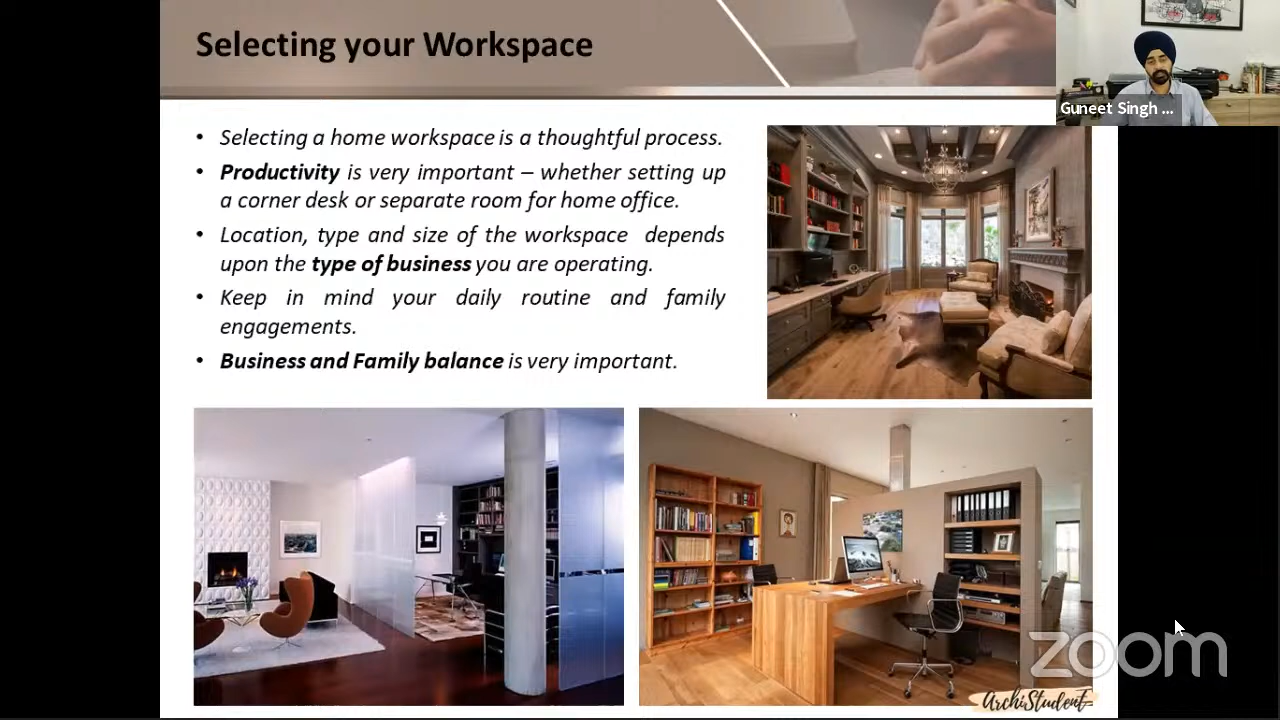 Selecting your Workspace
Guneet Singh ...
• Selecting a home workspace is a thoughtful process.
• Productivity is very important – whether setting up
a corner desk or separate room for home office.
• Location, type and size of the workspace depends
upon the type of business you are operating.
• Keep in mind your daily routine and family
engagements.
• Business and Family balance is very important.
zoom
ArchiStudent